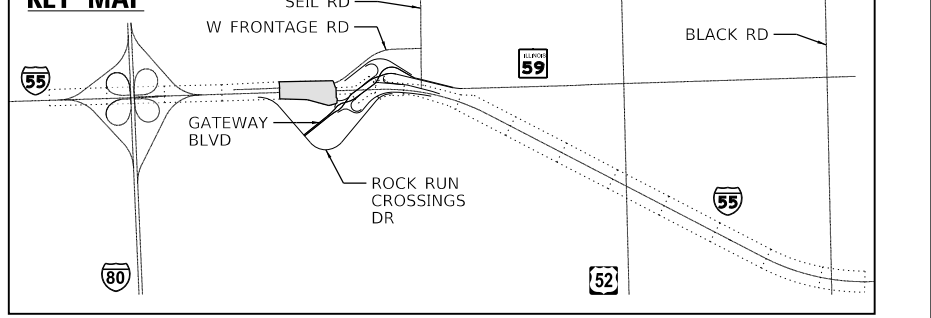 KEY MAP
SEIL RD
W FRONTAGE RD
BLACK RD
ILLINOIS
59
55
GATEWAY
BLVD
ROCK RUN
CROSSINGS
DR
55
80
52